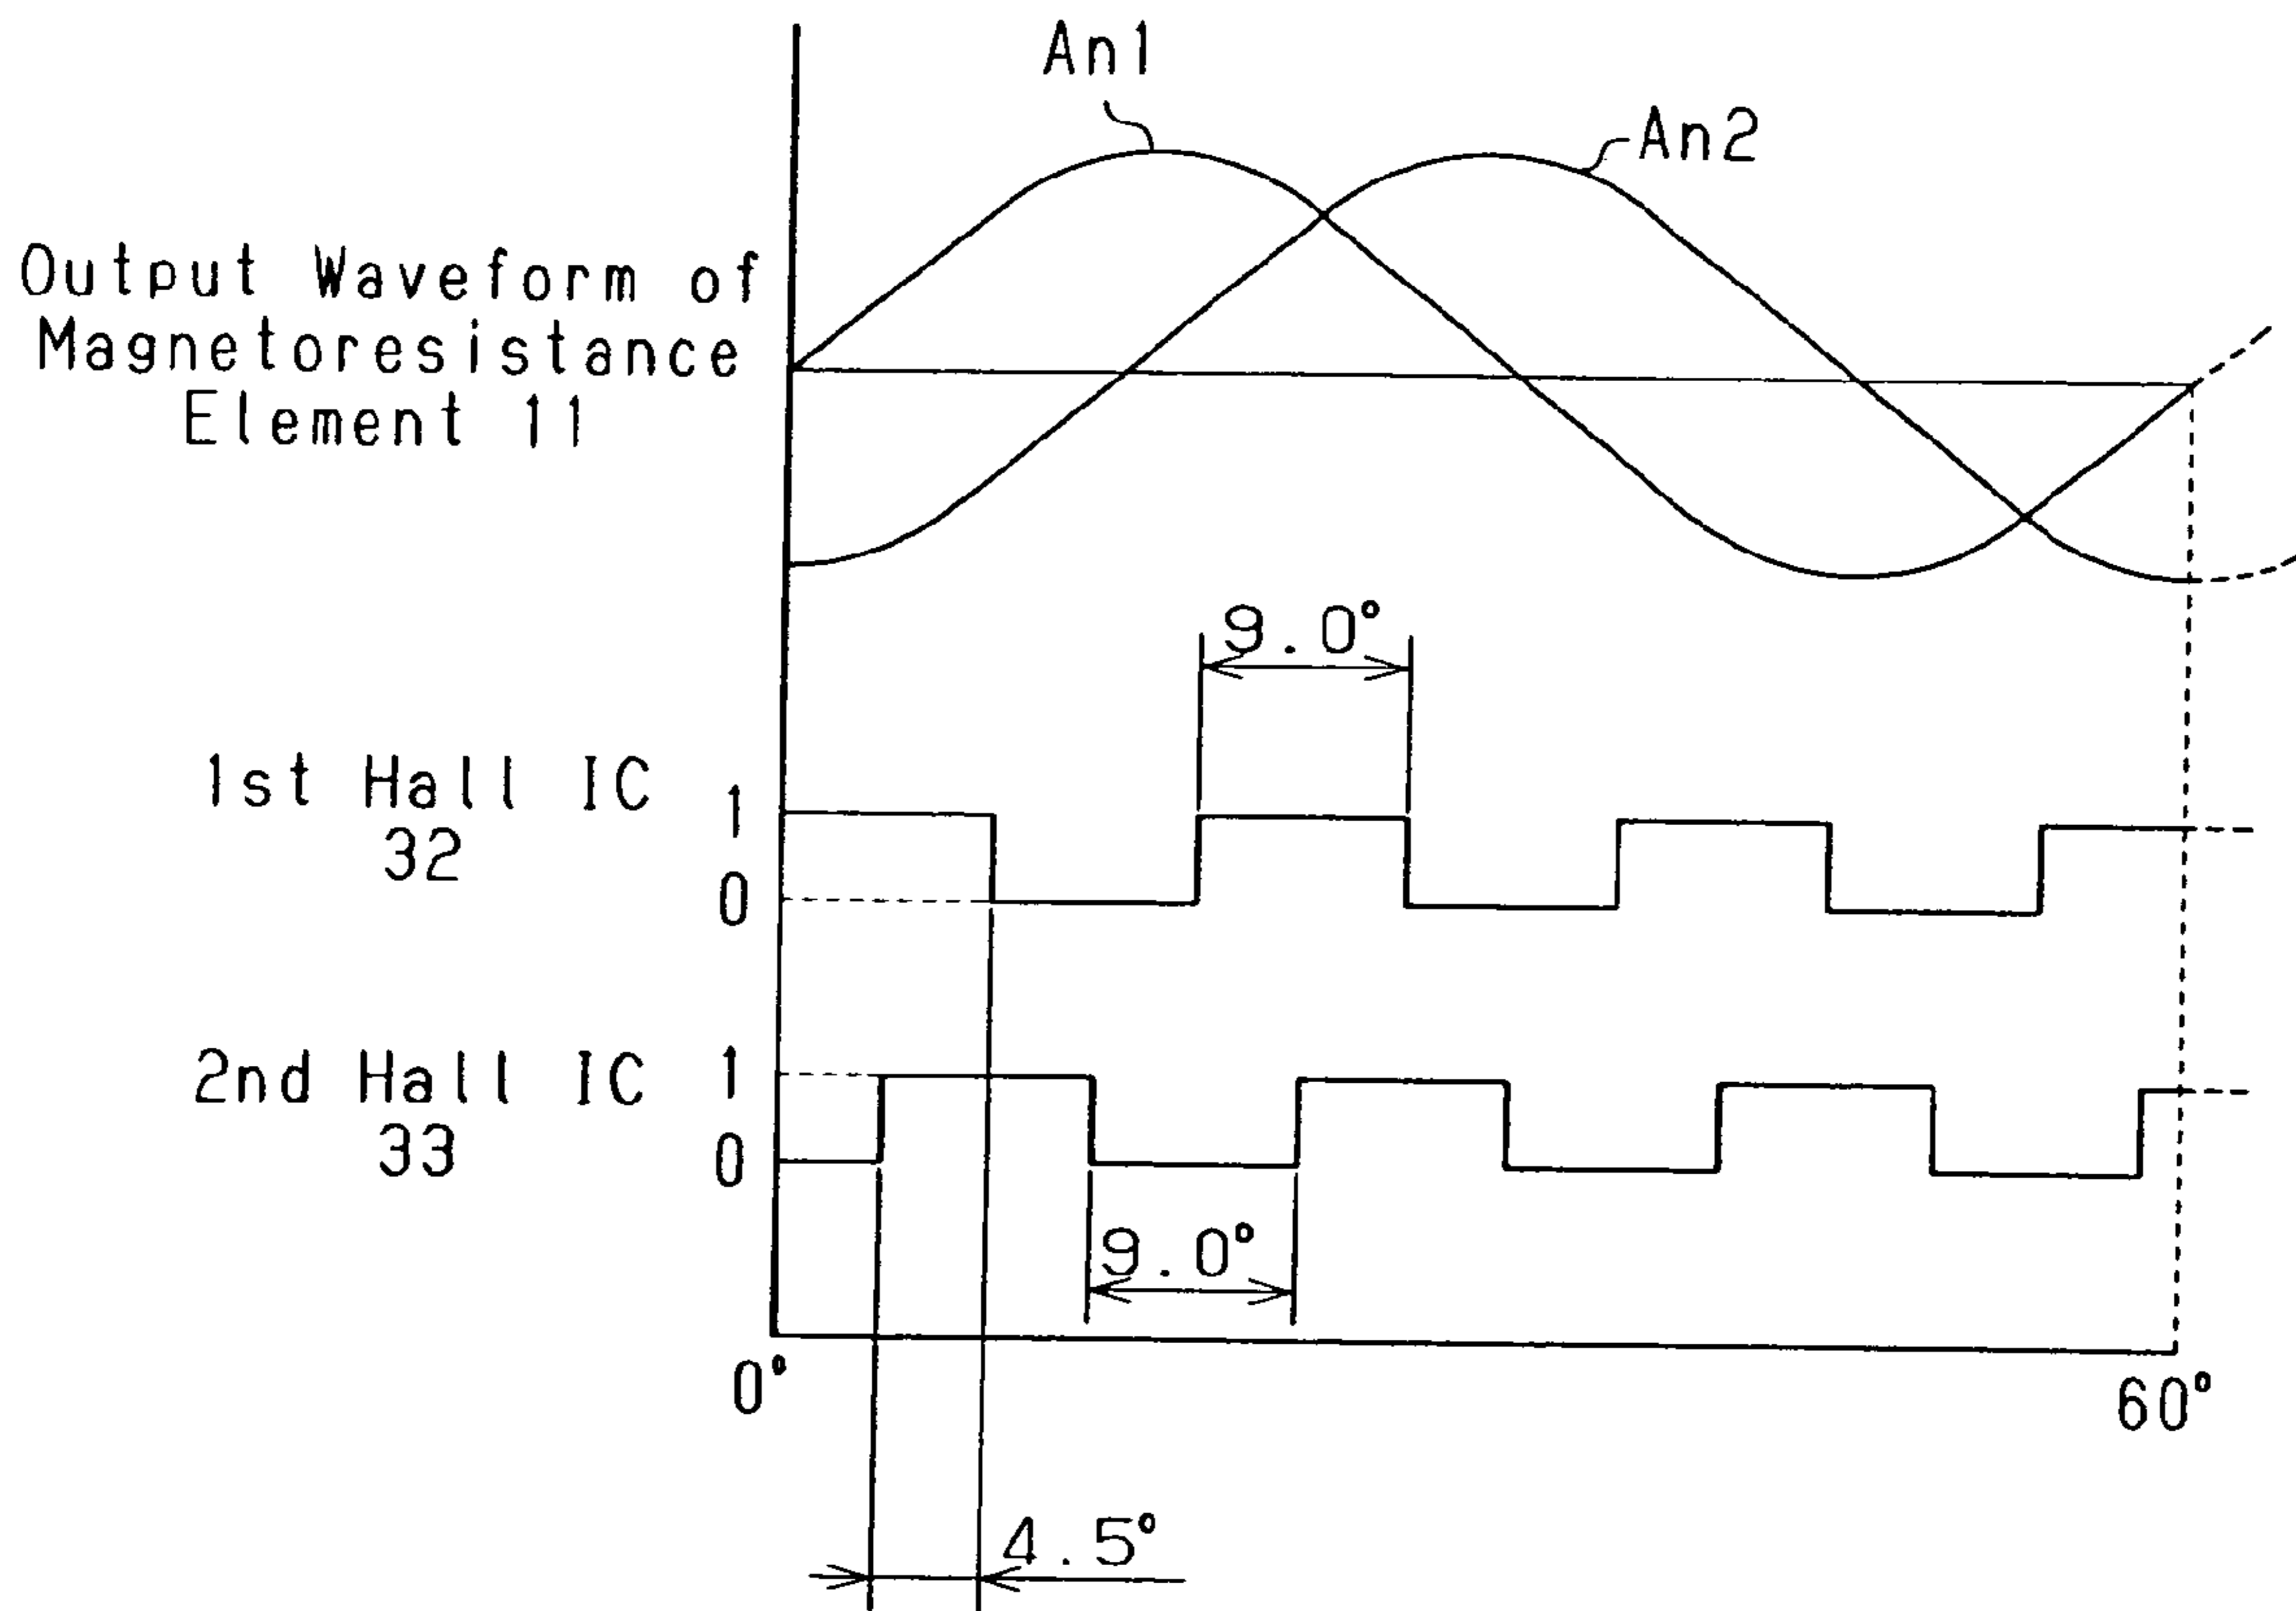 An1
An2
Output Waveform of
Magnetoresistance
Element 11
9.0°
1st Hall IC
32
1
0
2nd Hall IC
33
1
0
9.0°
0°
60°
4.5°